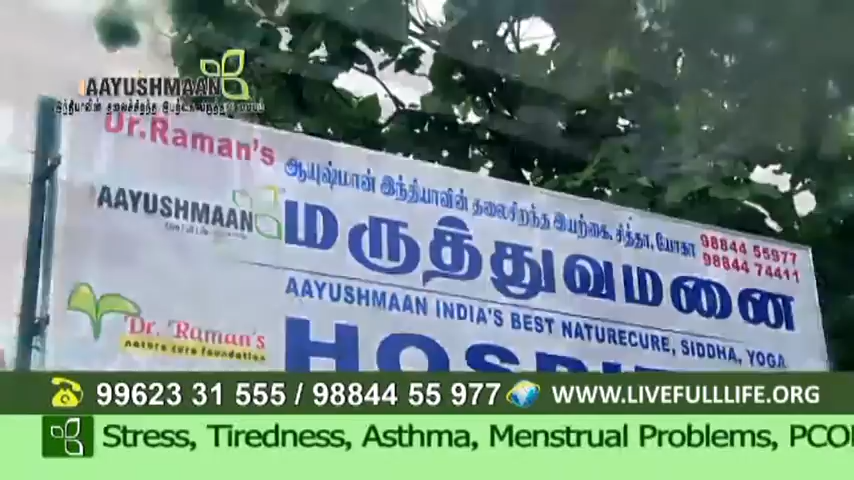 AAYUSHMAAN
Dr.Raman's
ஆயுஷ்மான் இந்தியாவின் தலைசிறந்த இயற்கை, சித்தா, யோகா
AAYUSHMAAN
மருத்துவமனை
98844 55977
98844 74411
AAYUSHMAAN INDIA'S BEST NATURECURE, SIDDHA, YOGA
Dr. Raman's
nature cure foundation
99623 31 555 / 98844 55 977 WWW.LIVEFULLLIFE.ORG
Stress, Tiredness, Asthma, Menstrual Problems,